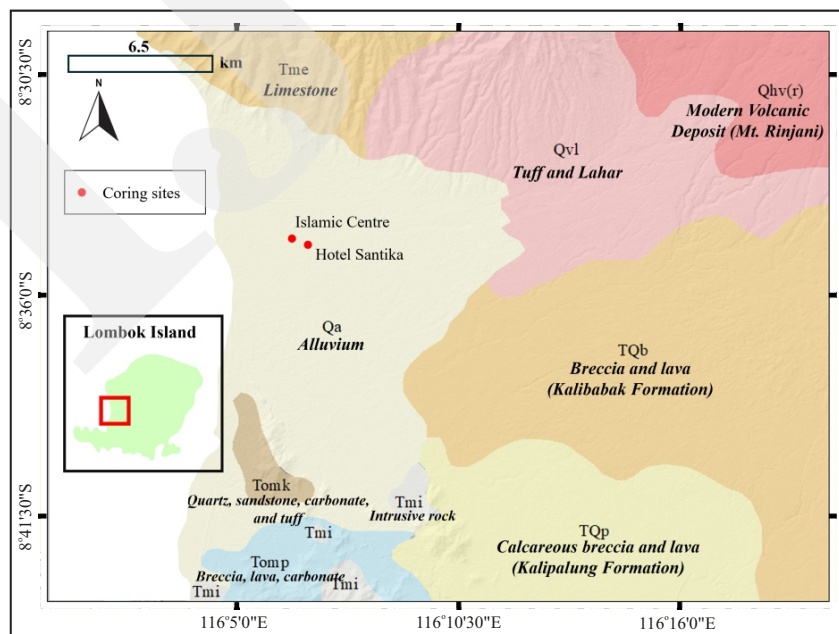 6.5
km
N
Coring sites
Tme
Limestone
Qhv(r)
Modern Volcanic
Deposit (Mt. Rinjani)
Qvl
Tuff and Lahar
Islamic Centre
Hotel Santika
Qa
Alluvium
Lombok Island
TQb
Breccia and lava
(Kalibabak Formation)
Tomk
Quartz, sandstone, carbonate,
and tuff
Tmi
Intrusive rock
Tmi
Tomp
Breccia, lava, carbonate
Tmi
Tmi
TQp
Calcareous breccia and lava
(Kalipalung Formation)
8°30'30"S
8°36'0"S
8°41'30"S
116°5'0"E
116°10'30"E
116°16'0"E